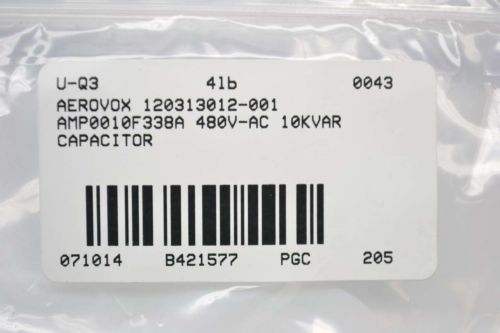 U-Q3 4lb 0043
AEROVOX 120313012-001
AMP0010F338A 480V-AC 10KVAR
CAPACITOR
071014 B421577 PGC 205